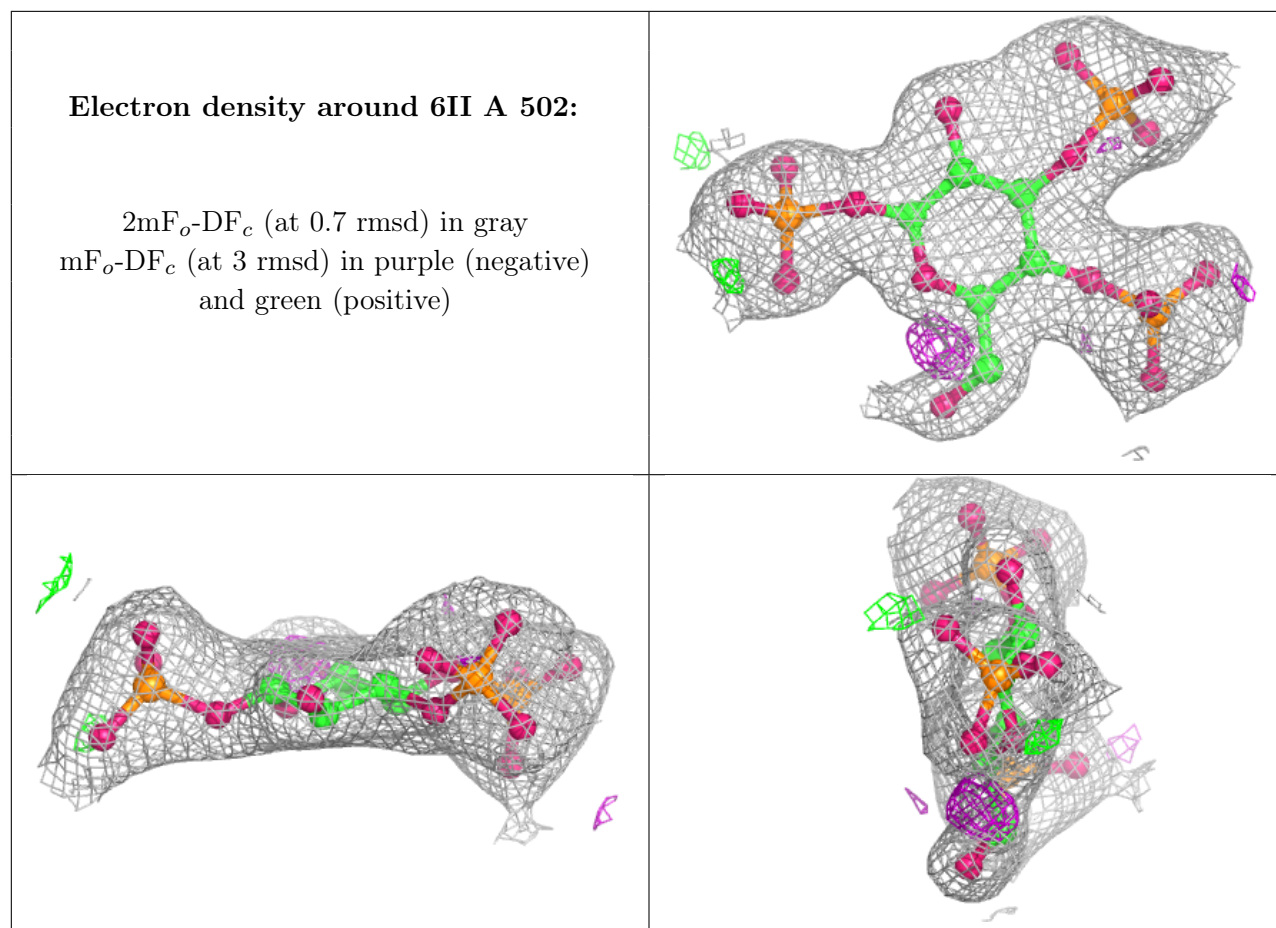 Electron density around 6II A 502:
2mFₒ-DF𝒸 (at 0.7 rmsd) in gray
mFₒ-DF𝒸 (at 3 rmsd) in purple (negative)
and green (positive)